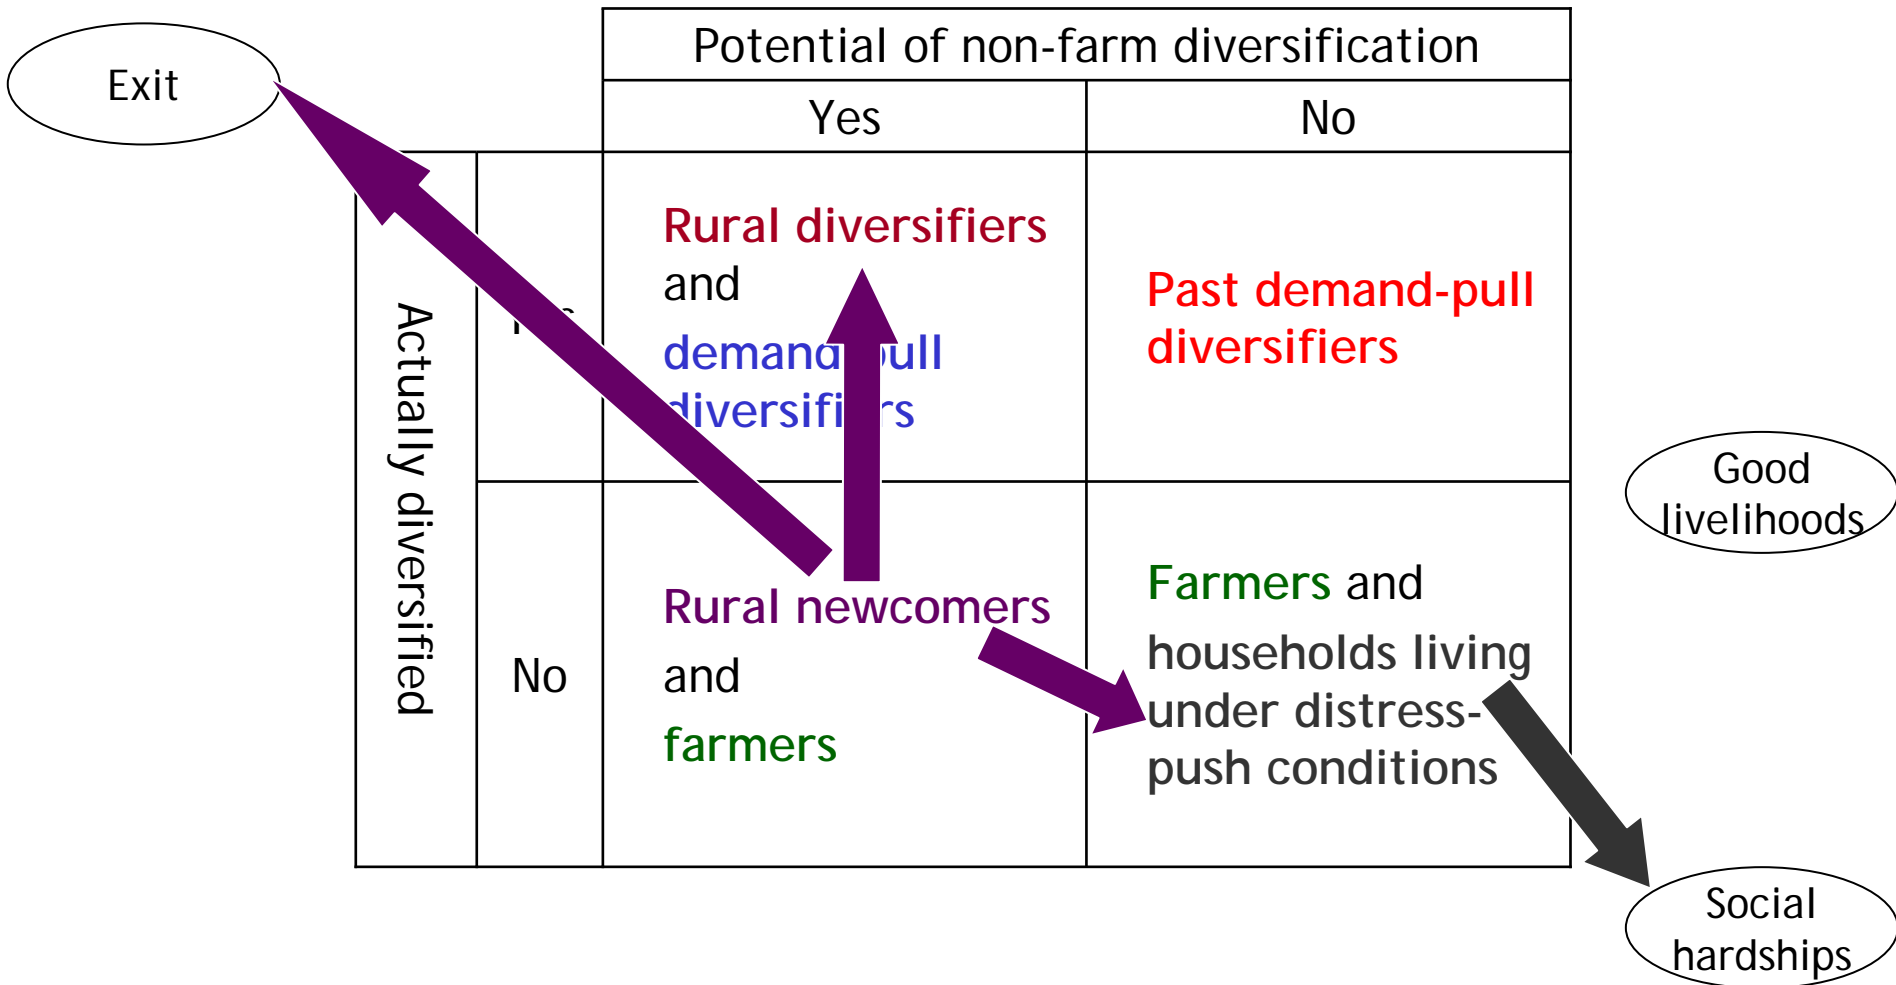 Exit
Potential of non-farm diversification
Yes
No
Actually diversified
Rural diversifiers
and
diversifiers
Past demand-pull
diversifiers
No
Rural newcomers
and
farmers
Farmers and
households living
under distress-
push conditions
Good
livelihoods
Social
hardships